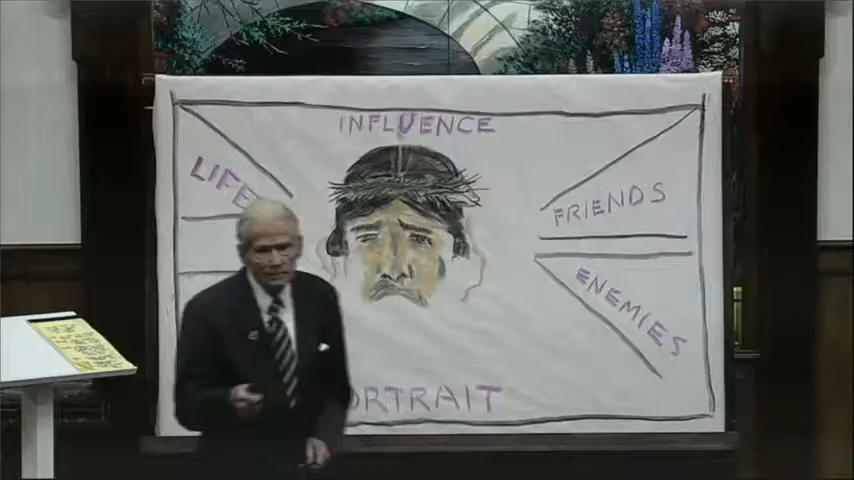 INFLUENCE
LIFE
FRIENDS
ENEMIES
ORTRAIT